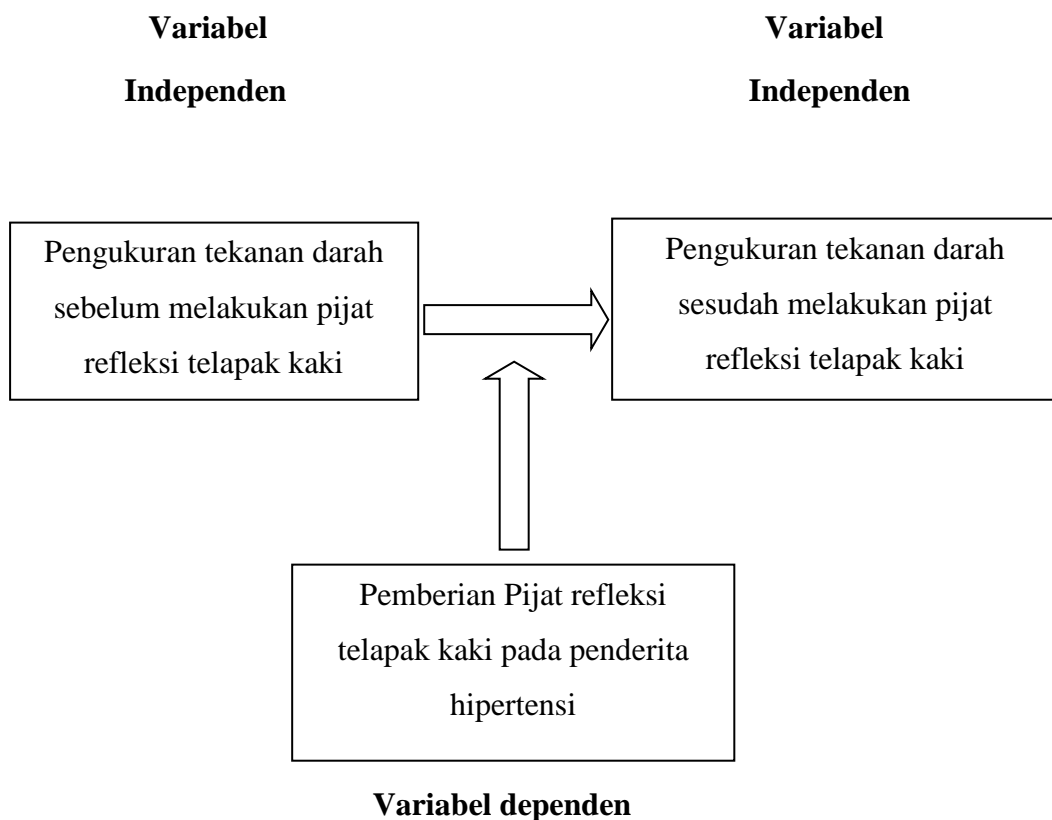 Variabel
Independen
Variabel
Independen
Pengukuran tekanan darah
sebelum melakukan pijat
refleksi telapak kaki
Pengukuran tekanan darah
sesudah melakukan pijat
refleksi telapak kaki
Pemberian Pijat refleksi
telapak kaki pada penderita
hipertensi
Variabel dependen